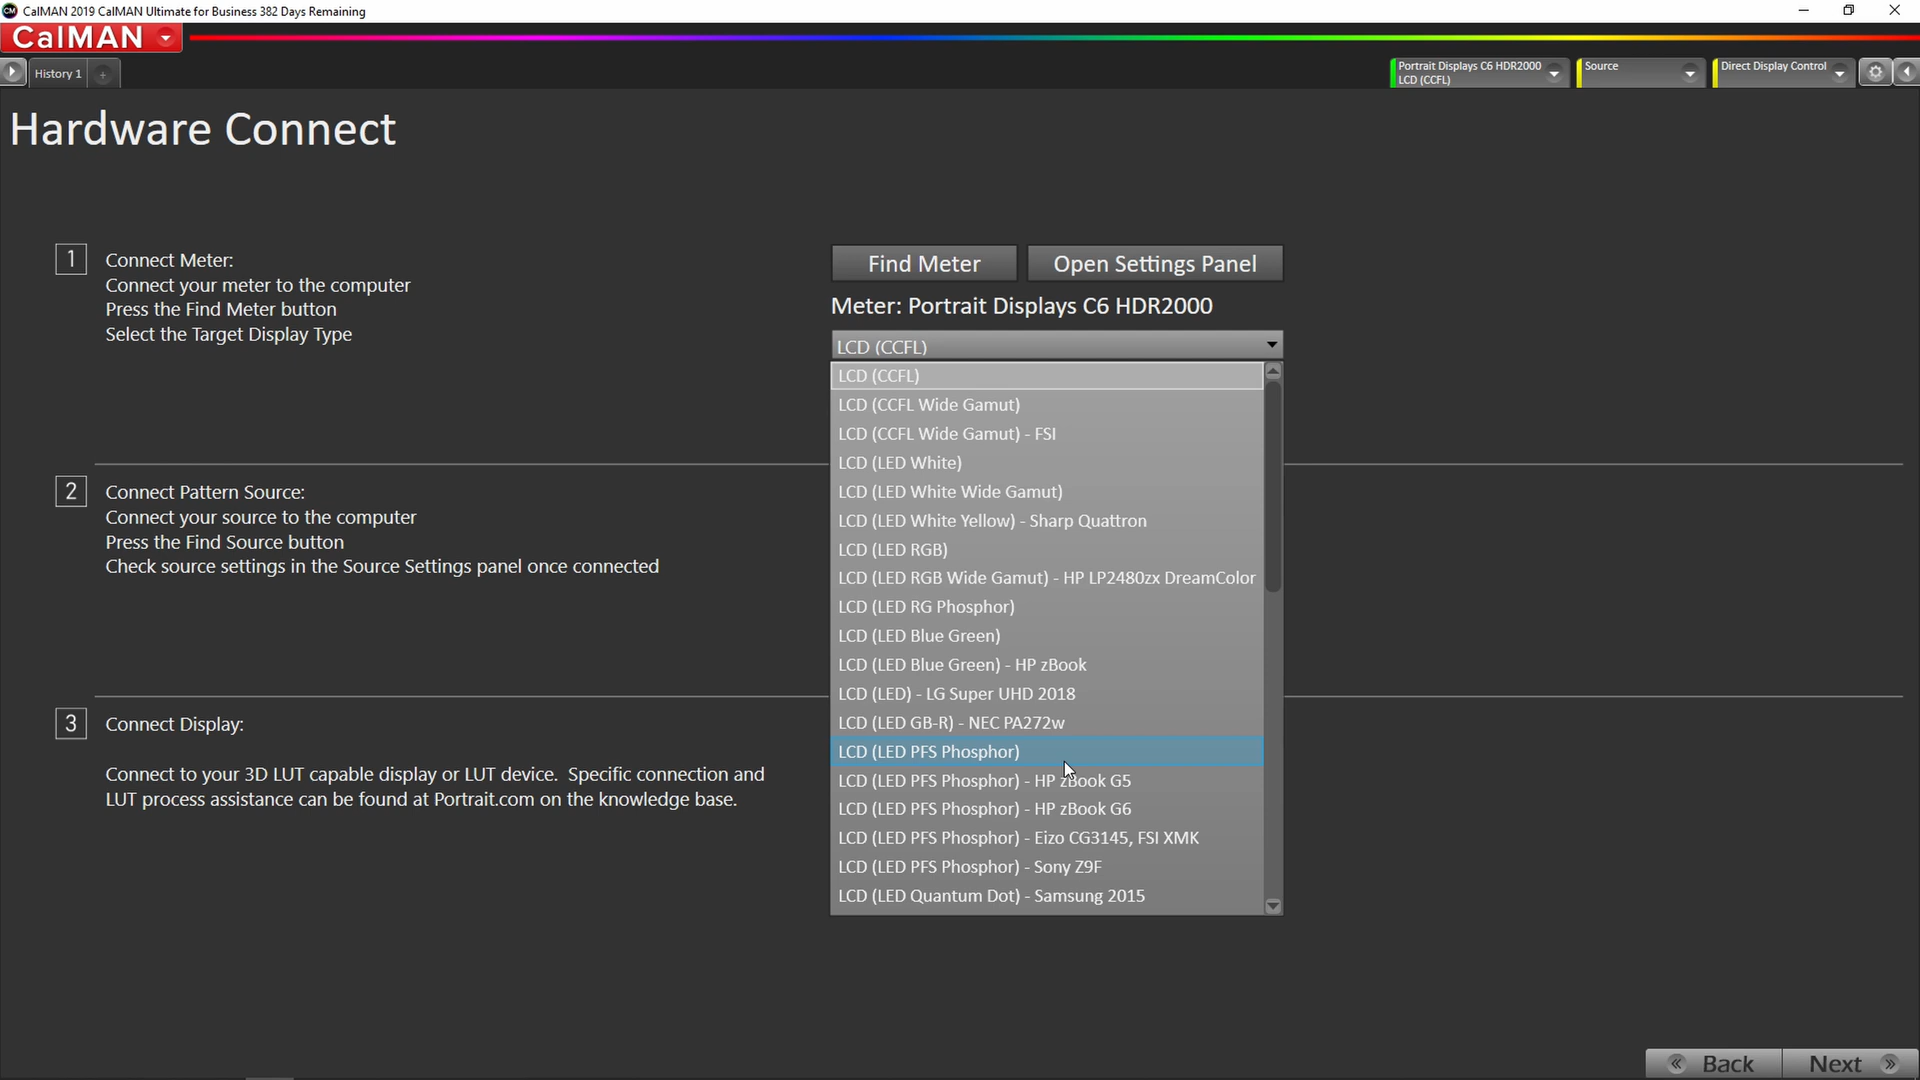 CM CalMAN 2019 CalMAN Ultimate for Business 382 Days Remaining
CalMAN
History 1 +
Portrait Displays C6 HDR2000
LCD (CCFL)
Source
Direct Display Control
Hardware Connect
1
Connect Meter:
Connect your meter to the computer
Press the Find Meter button
Select the Target Display Type
Find Meter
Open Settings Panel
Meter: Portrait Displays C6 HDR2000
LCD (CCFL)
LCD (CCFL)
LCD (CCFL Wide Gamut)
LCD (CCFL Wide Gamut) - FSI
LCD (LED White)
LCD (LED White Wide Gamut)
LCD (LED White Yellow) - Sharp Quattron
LCD (LED RGB)
LCD (LED RGB Wide Gamut) - HP LP2480zx DreamColor
LCD (LED RG Phosphor)
LCD (LED Blue Green)
LCD (LED Blue Green) - HP zBook
LCD (LED) - LG Super UHD 2018
LCD (LED GB-R) - NEC PA272w
LCD (LED PFS Phosphor)
LCD (LED PFS Phosphor) - HP zBook G5
LCD (LED PFS Phosphor) - HP zBook G6
LCD (LED PFS Phosphor) - Eizo CG3145, FSI XMK
LCD (LED PFS Phosphor) - Sony Z9F
LCD (LED Quantum Dot) - Samsung 2015
2
Connect Pattern Source:
Connect your source to the computer
Press the Find Source button
Check source settings in the Source Settings panel once connected
3
Connect Display:
Connect to your 3D LUT capable display or LUT device. Specific connection and
LUT process assistance can be found at Portrait.com on the knowledge base.
Back
Next